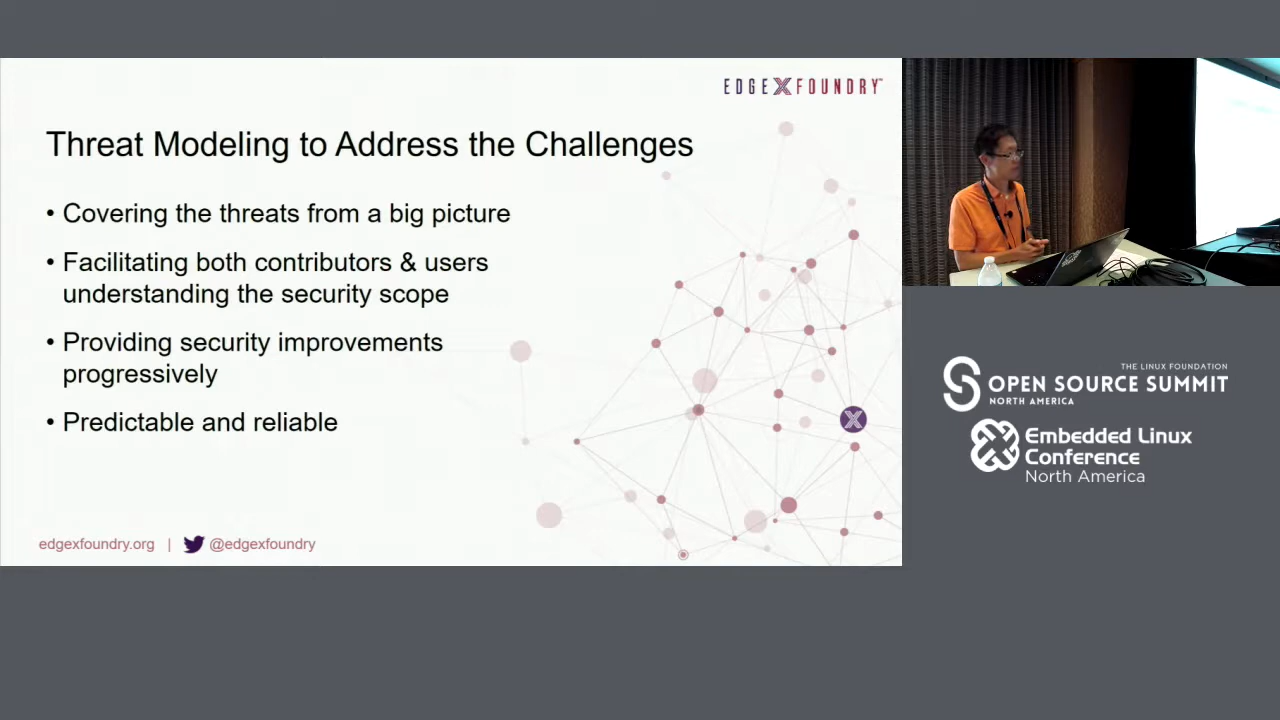 EDGEXFOUNDRY™
Threat Modeling to Address the Challenges
• Covering the threats from a big picture
• Facilitating both contributors & users
understanding the security scope
• Providing security improvements
progressively
• Predictable and reliable
edgexfoundry.org | @edgexfoundry
THE LINUX FOUNDATION
OPEN SOURCE SUMMIT
NORTH AMERICA
Embedded Linux
Conference
North America